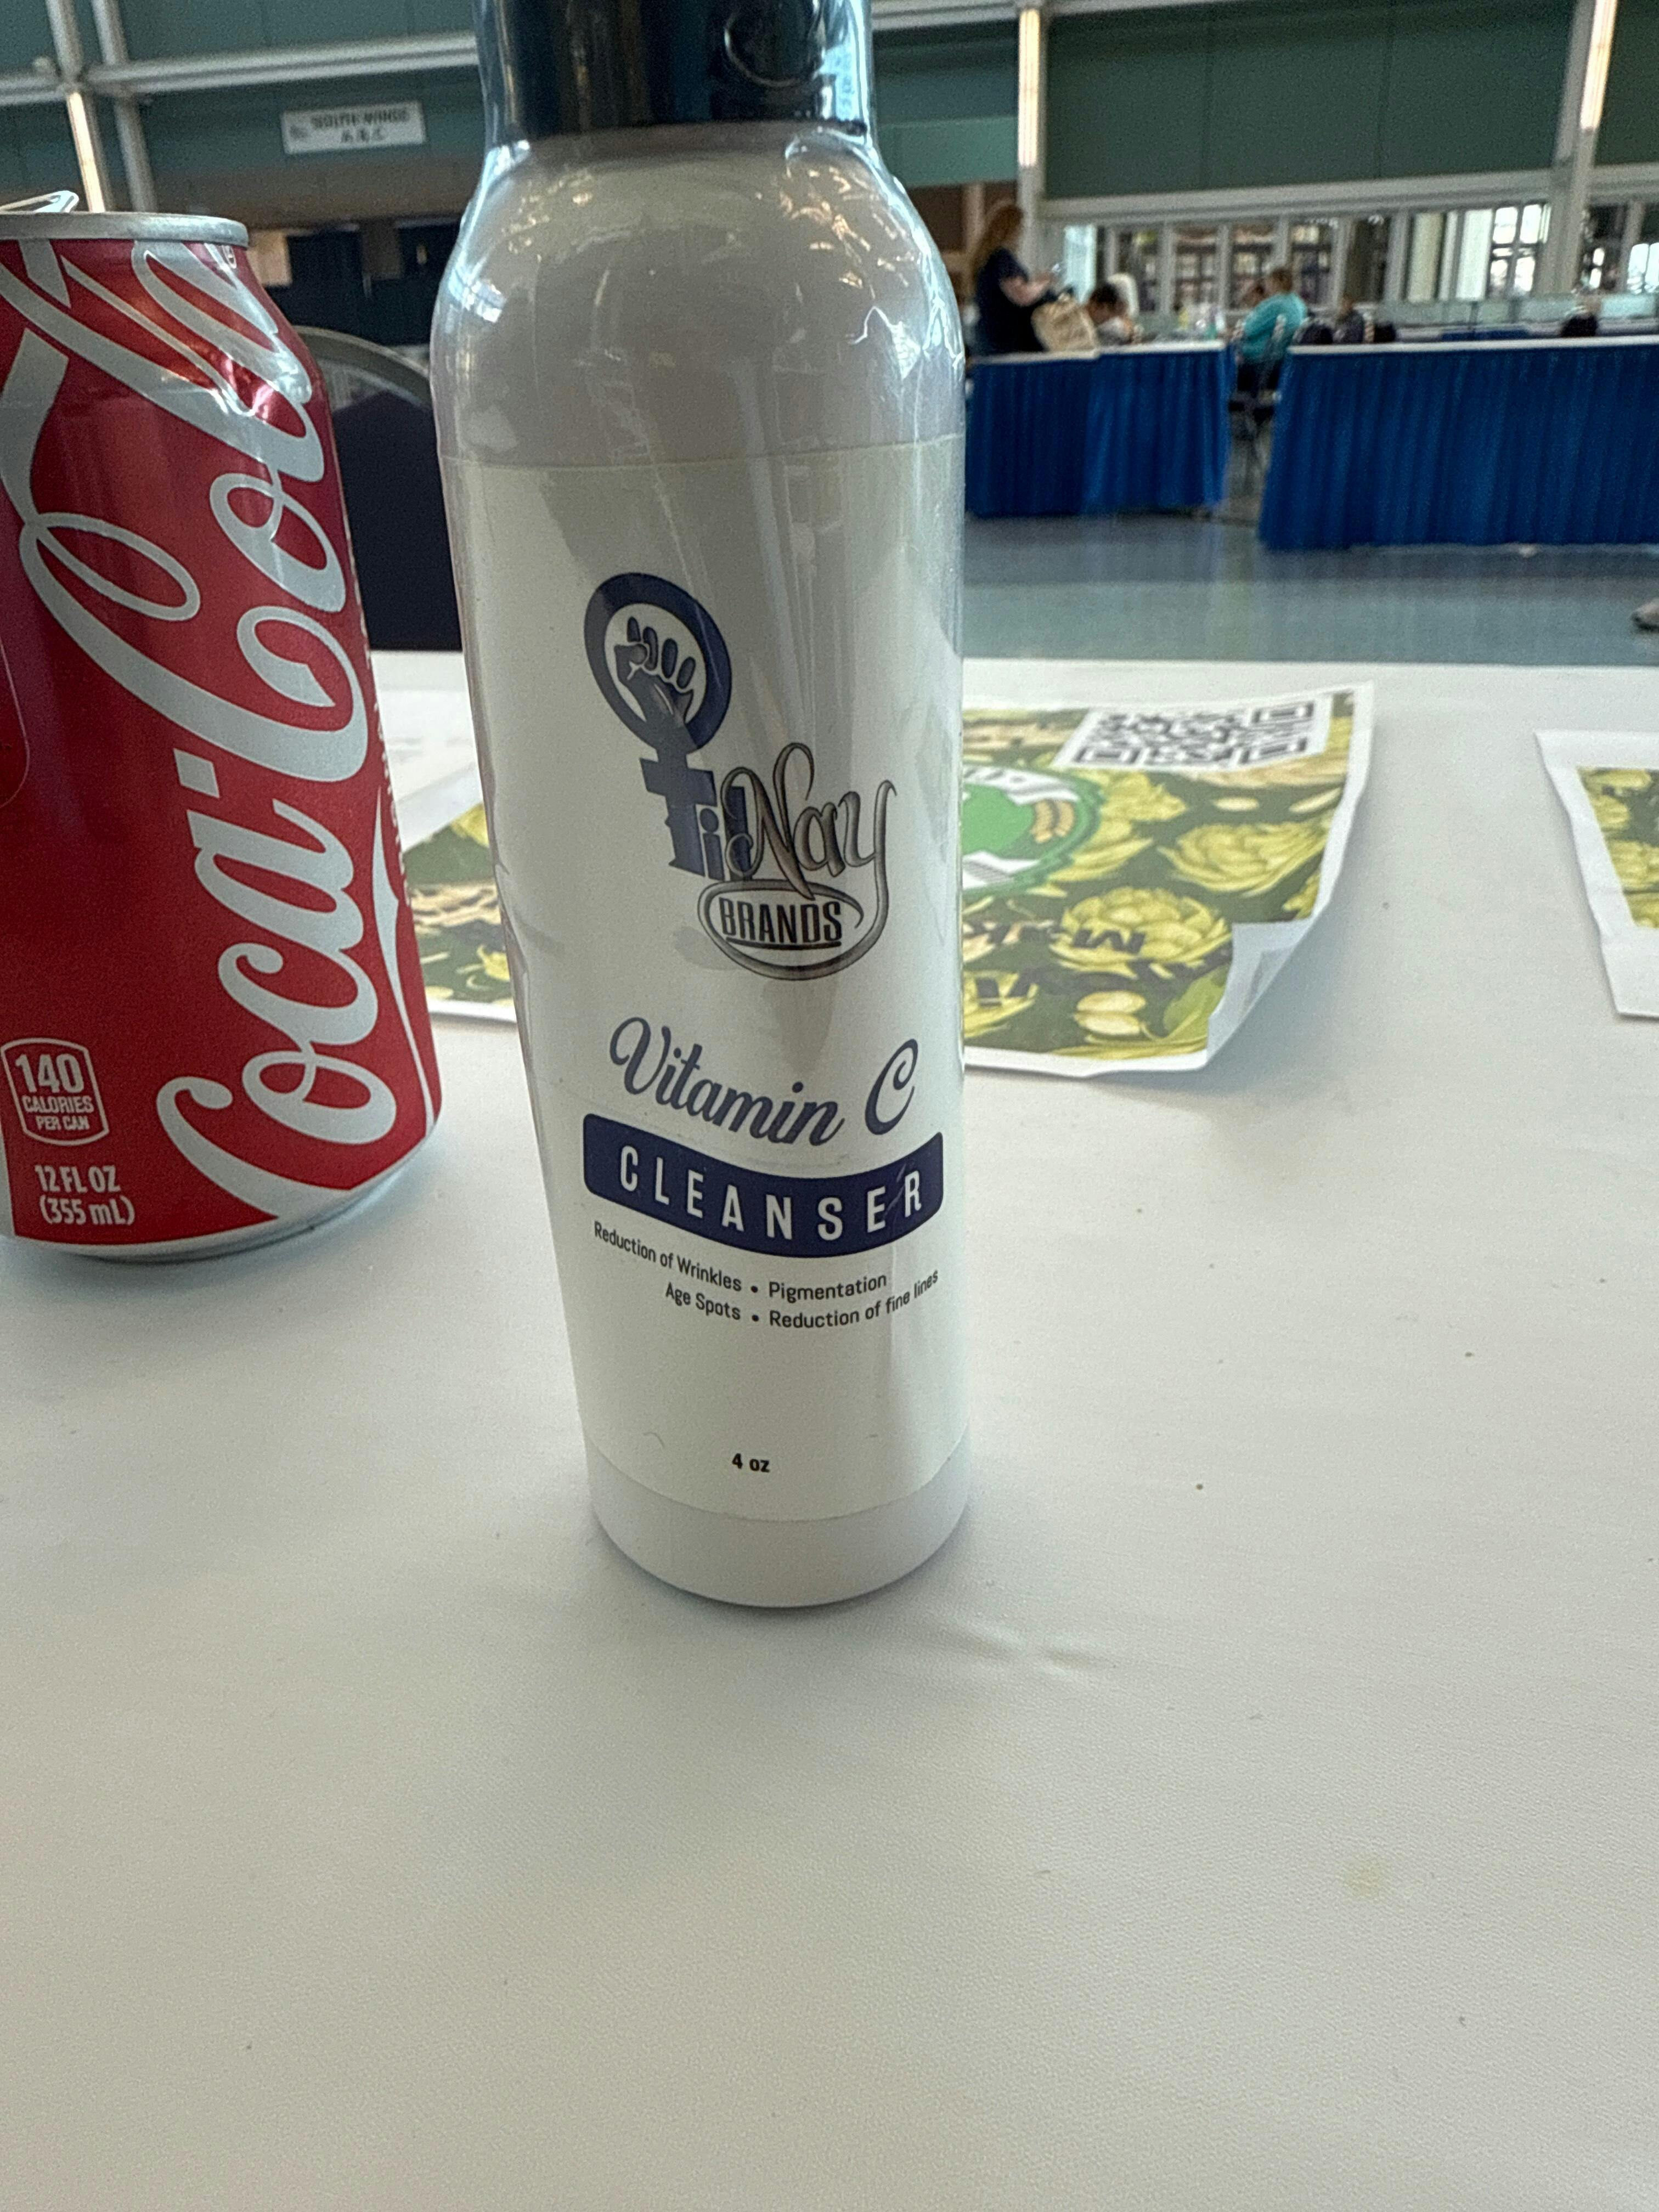 Coca-Cola
140
CALORIES
PER CAN
12 FL OZ
(355 mL)
Nay
BRANDS
Vitamin C
CLEANSER
Reduction of Wrinkles • Pigmentation
Age Spots • Reduction of fine lines
4 oz